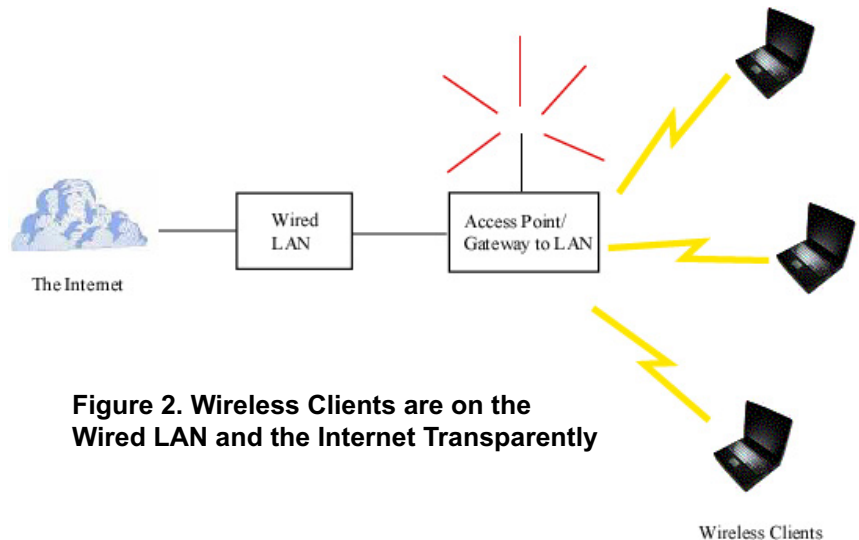 Wired
LAN
Access Point/
Gateway to LAN
The Internet
Figure 2. Wireless Clients are on the
Wired LAN and the Internet Transparently
Wireless Clients